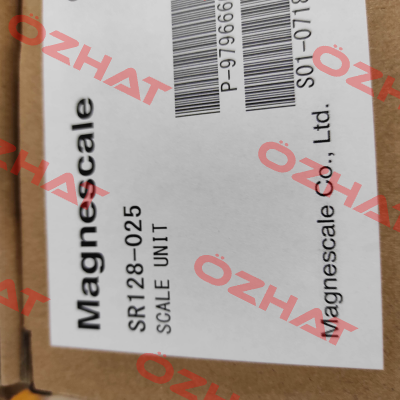 Magnescale
SR128-025
SCALE UNIT
Magnescale Co., Ltd.
ÖZHAT
ÖZHAT
ÖZHAT
ÖZHAT
ÖZHAT